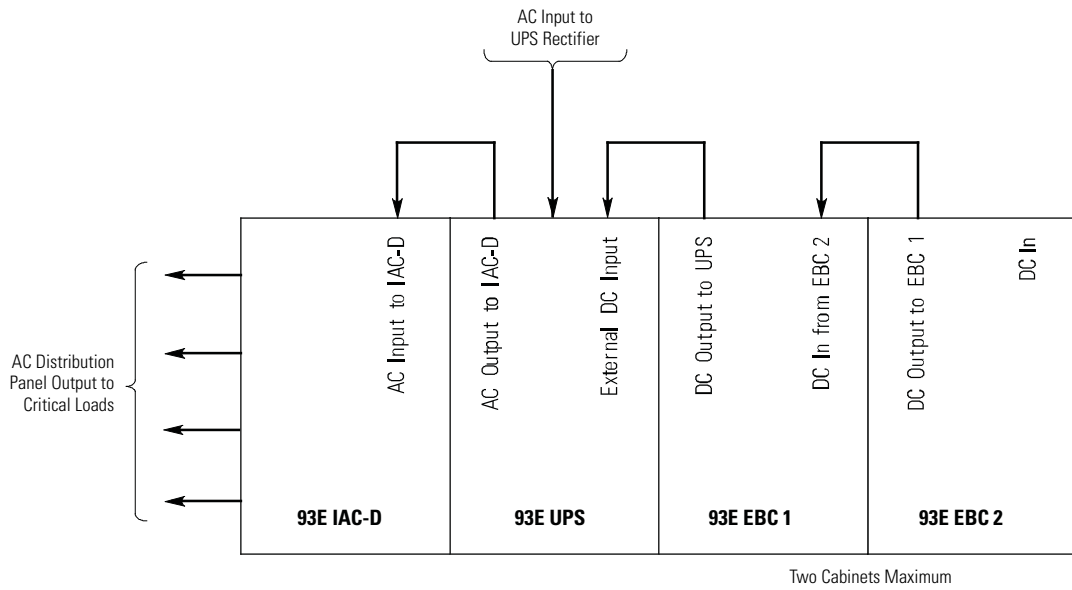 AC Input to
UPS Rectifier
AC Input to IAC-D
AC Output to IAC-D
External DC Input
DC Output to UPS
DC In from EBC 2
DC Output to EBC 1
DC In
AC Distribution
Panel Output to
Critical Loads
93E IAC-D
93E UPS
93E EBC 1
93E EBC 2
Two Cabinets Maximum